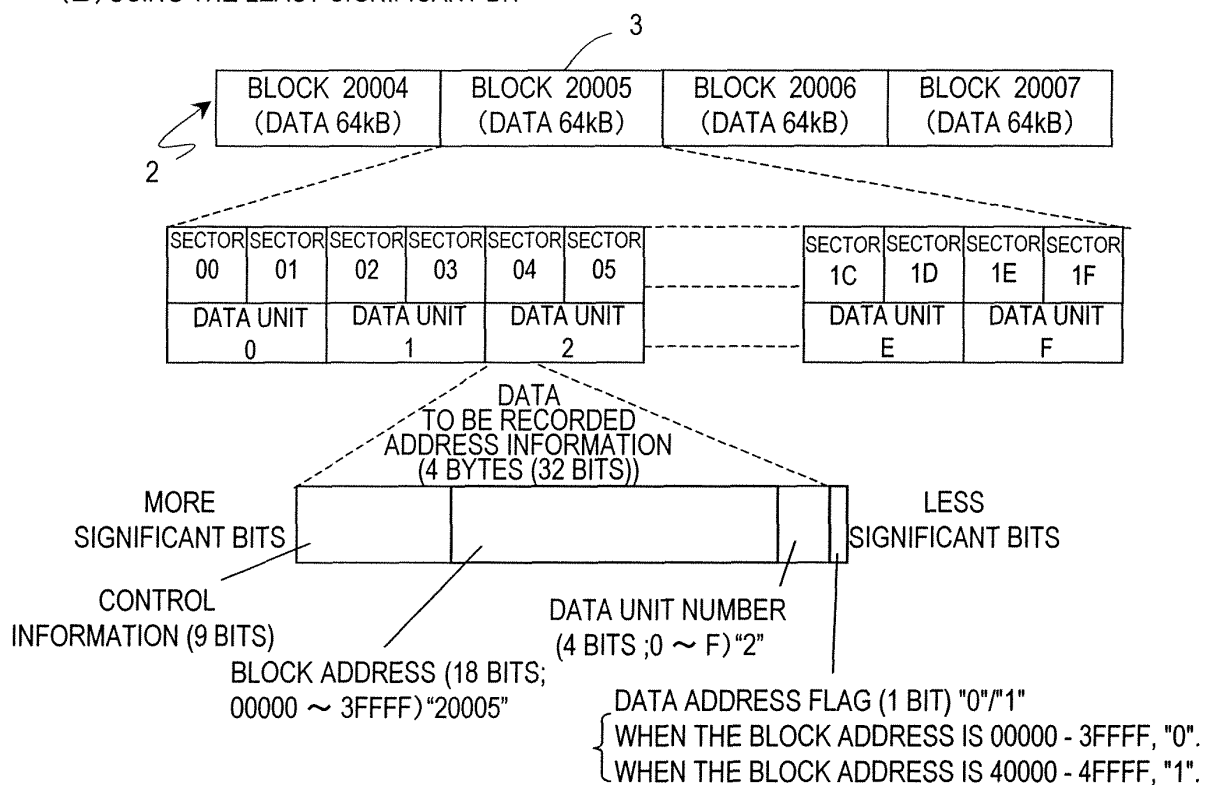 3
BLOCK 20004 BLOCK 20005 BLOCK 20006 BLOCK 20007
(DATA 64kB) (DATA 64kB) (DATA 64kB) (DATA 64kB)
2
SECTOR SECTOR SECTOR SECTOR SECTOR SECTOR SECTOR SECTOR SECTOR SECTOR
00 01 02 03 04 05 1C 1D 1E 1F
DATA UNIT DATA UNIT DATA UNIT DATA UNIT DATA UNIT
0 1 2 E F
DATA
TO BE RECORDED
ADDRESS INFORMATION
(4 BYTES (32 BITS))
MORE
SIGNIFICANT BITS
LESS
SIGNIFICANT BITS
CONTROL
INFORMATION (9 BITS)
BLOCK ADDRESS (18 BITS;
00000 ~ 3FFFF) "20005"
DATA UNIT NUMBER
(4 BITS ;0 ~ F) "2"
DATA ADDRESS FLAG (1 BIT) "0"/"1"
WHEN THE BLOCK ADDRESS IS 00000 - 3FFFF, "0".
WHEN THE BLOCK ADDRESS IS 40000 - 4FFFF, "1".